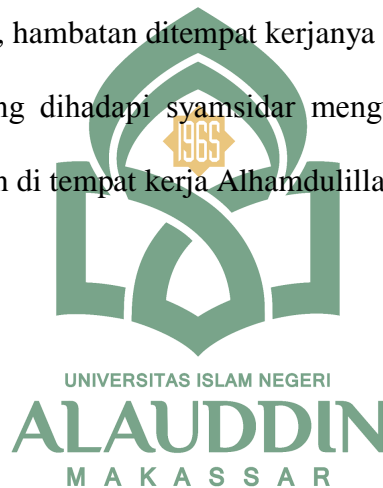 , hambatan ditempat kerjanya
ng dihadapi syamsidar meng
1965
n di tempat kerja Alhamdulilla
UNIVERSITAS ISLAM NEGERI
ALAUDDIN
MAKASSAR